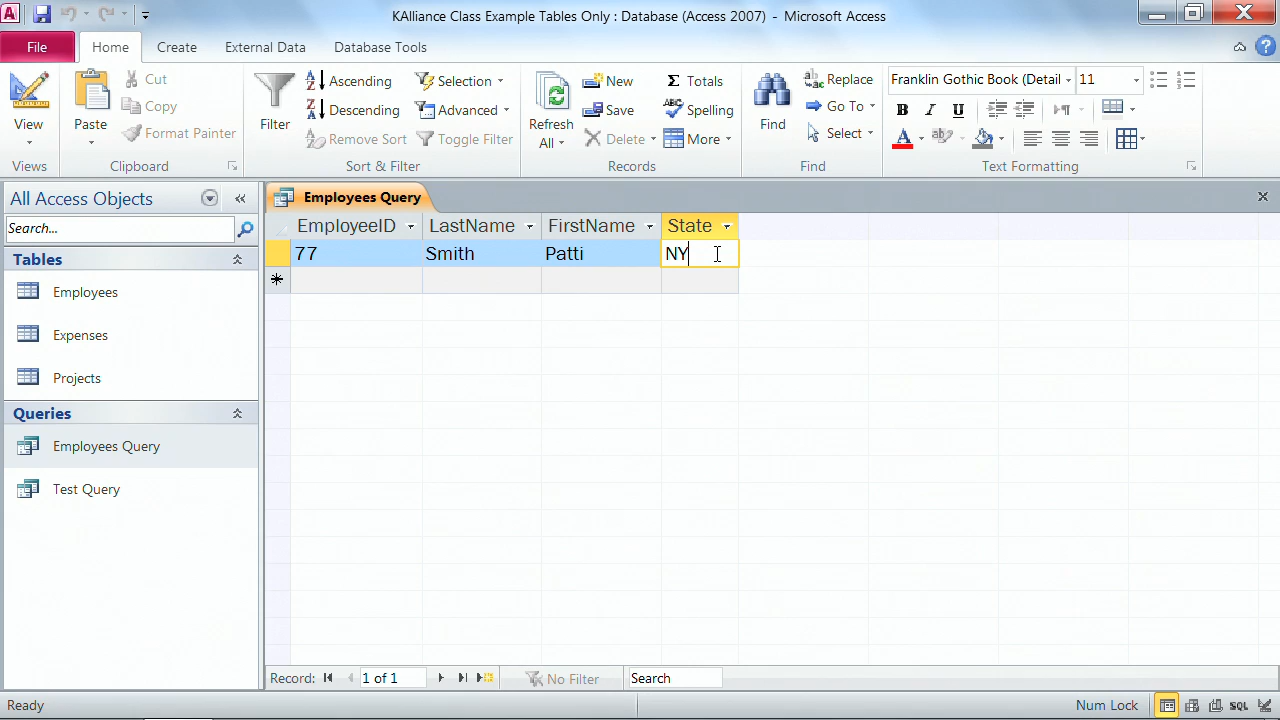 KAlliance Class Example Tables Only : Database (Access 2007) - Microsoft Access
File Home Create External Data Database Tools
View
Views
Paste
Cut
Copy
Format Painter
Clipboard
Filter
Ascending
Descending
Remove Sort
Selection
Advanced
Toggle Filter
Sort & Filter
Refresh
All
New
Save
Delete
Totals
Spelling
More
Records
Find
Replace
Go To
Select
Find
Franklin Gothic Book (Detail 11
B I U
A
Text Formatting
All Access Objects
Search...
Tables
Employees
Expenses
Projects
Queries
Employees Query
Test Query
Employees Query
EmployeeID LastName FirstName State
77 Smith Patti NY
Record: 1 of 1 No Filter Search
Ready Num Lock SQL